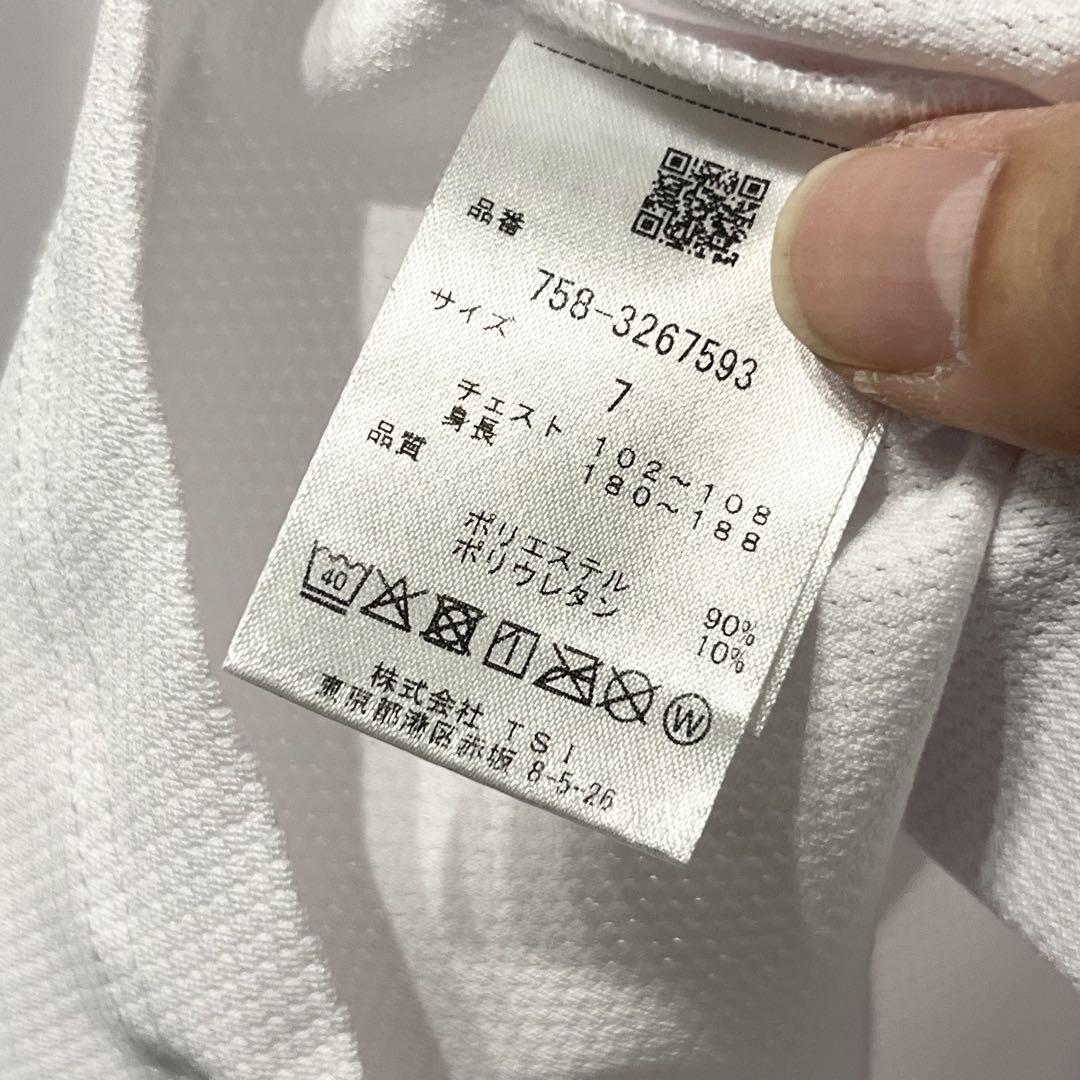 品番
758-3267593
サイズ
7
チェスト 102~108
身長 180~188
品質
ポリエステル 90%
ポリウレタン 10%
40 W
株式会社 TSI
東京都港区赤坂 8-5-26